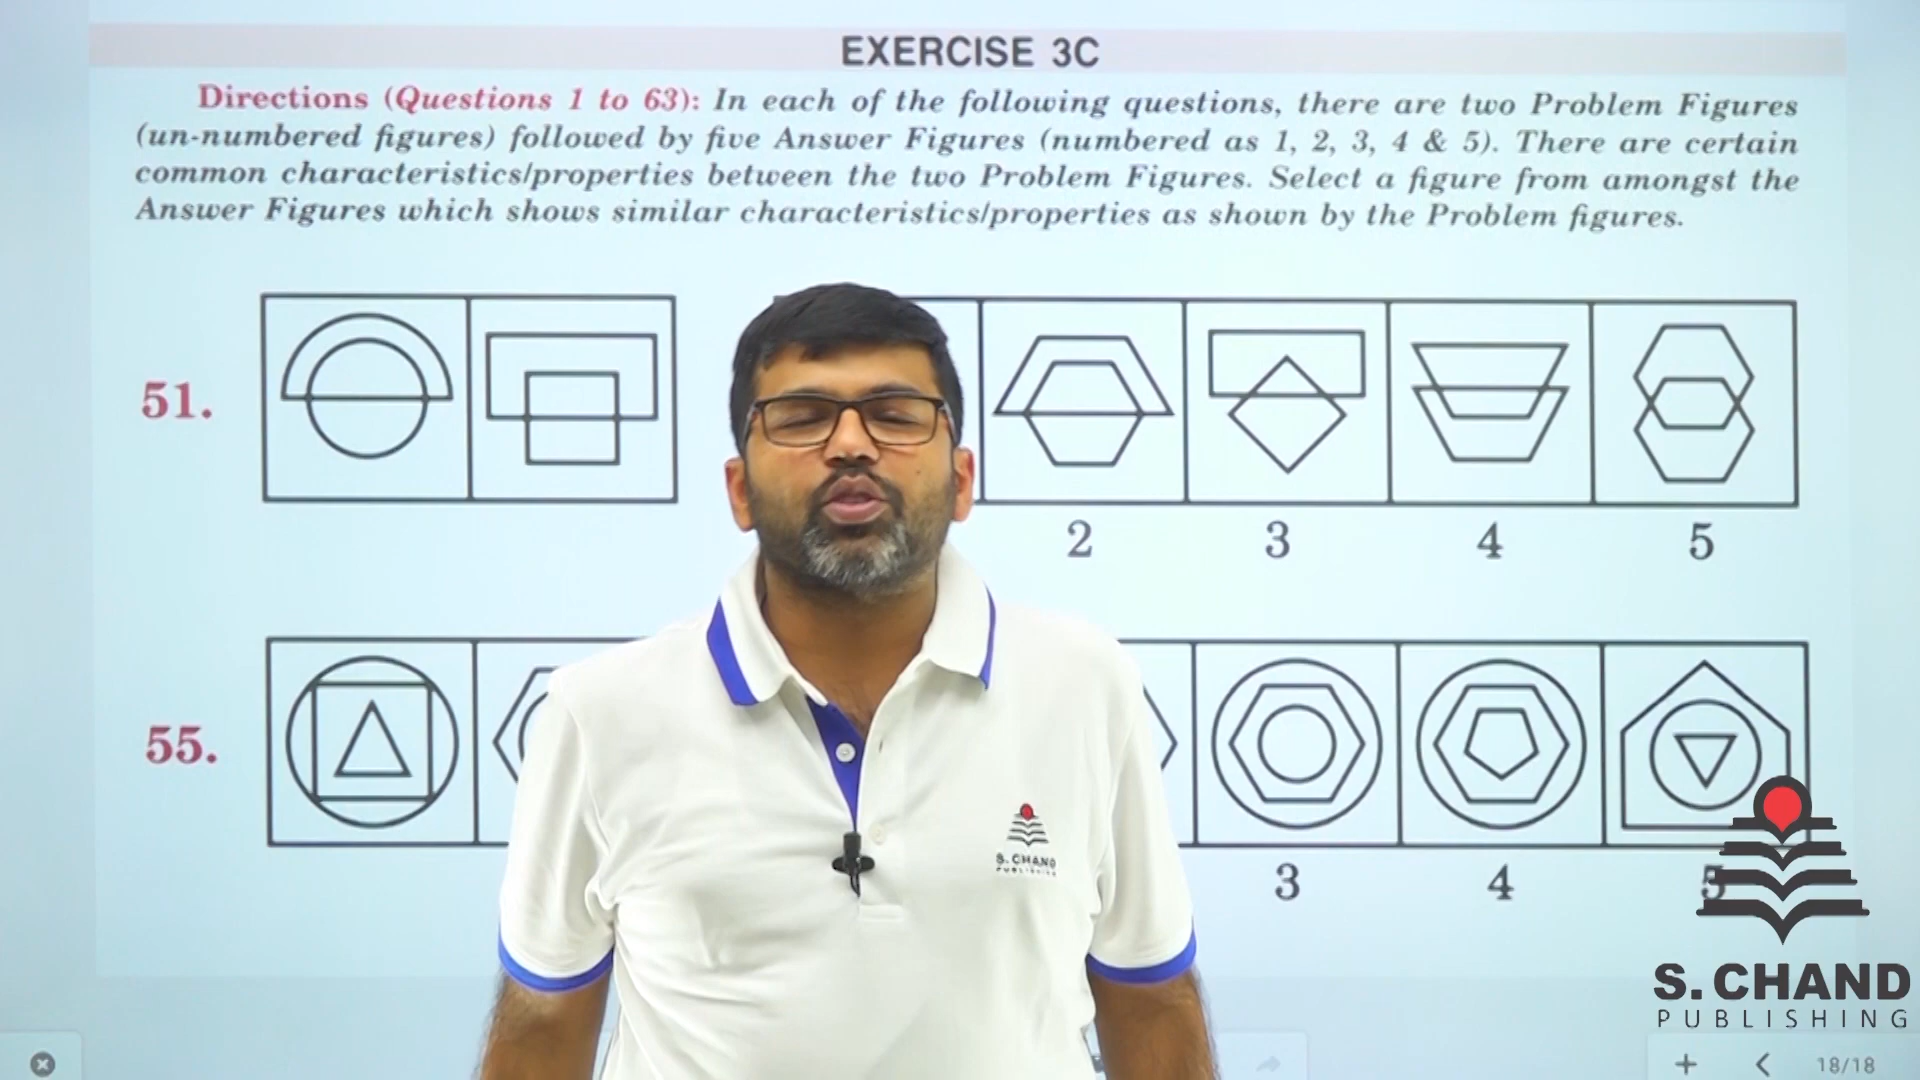 EXERCISE 3C
Directions (Questions 1 to 63): In each of the following questions, there are two Problem Figures
(un-numbered figures) followed by five Answer Figures (numbered as 1, 2, 3, 4 & 5). There are certain
common characteristics/properties between the two Problem Figures. Select a figure from amongst the
Answer Figures which shows similar characteristics/properties as shown by the Problem figures.
51.
2 3 4 5
55.
3 4 5
S. CHAND
PUBLISHING
S. CHAND
PUBLISHING
18/18